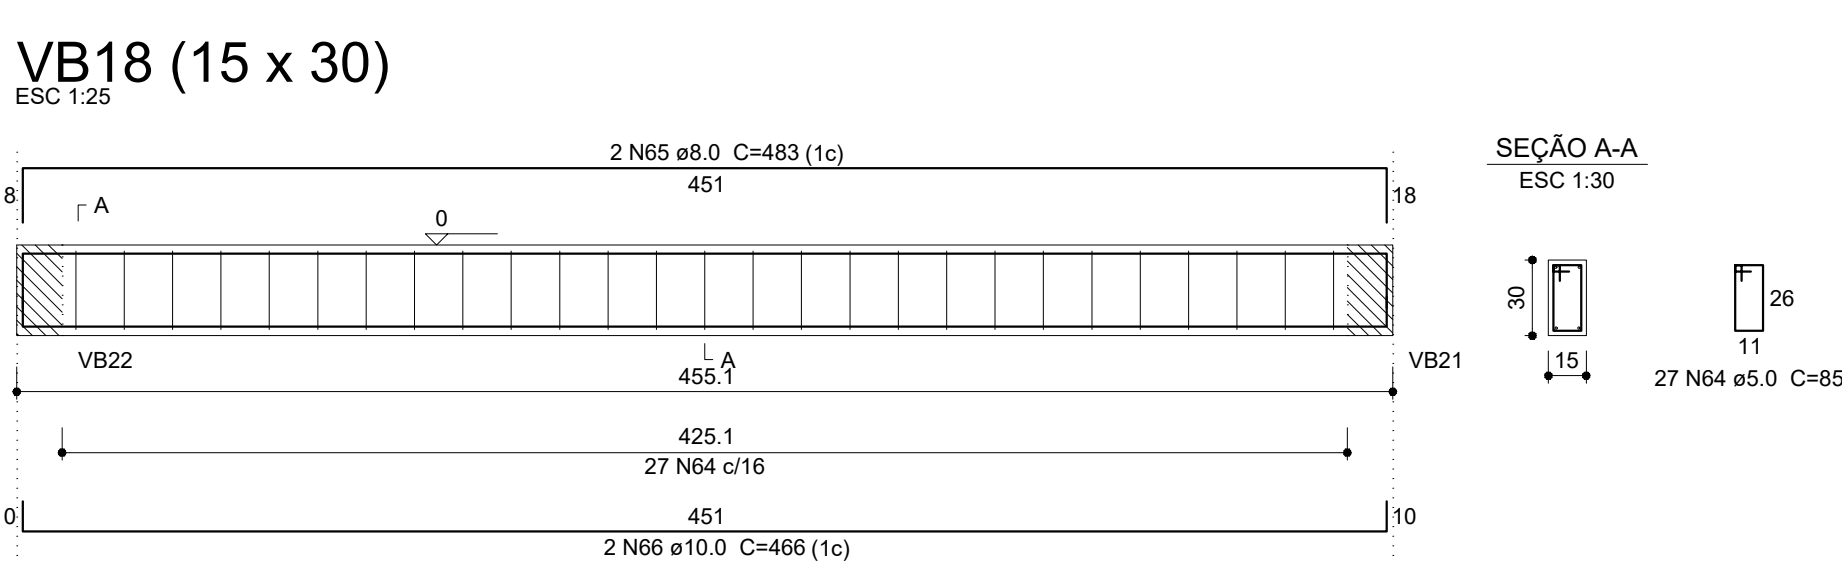 VB18 (15 x 30)
ESC 1:25
2 N65 ø8.0 C=483 (1c)
451
8
18
A
0
VB22
A
VB21
455.1
425.1
27 N64 c/16
0
451
10
2 N66 ø10.0 C=466 (1c)
SEÇÃO A-A
ESC 1:30
30
15
26
11
27 N64 ø5.0 C=85